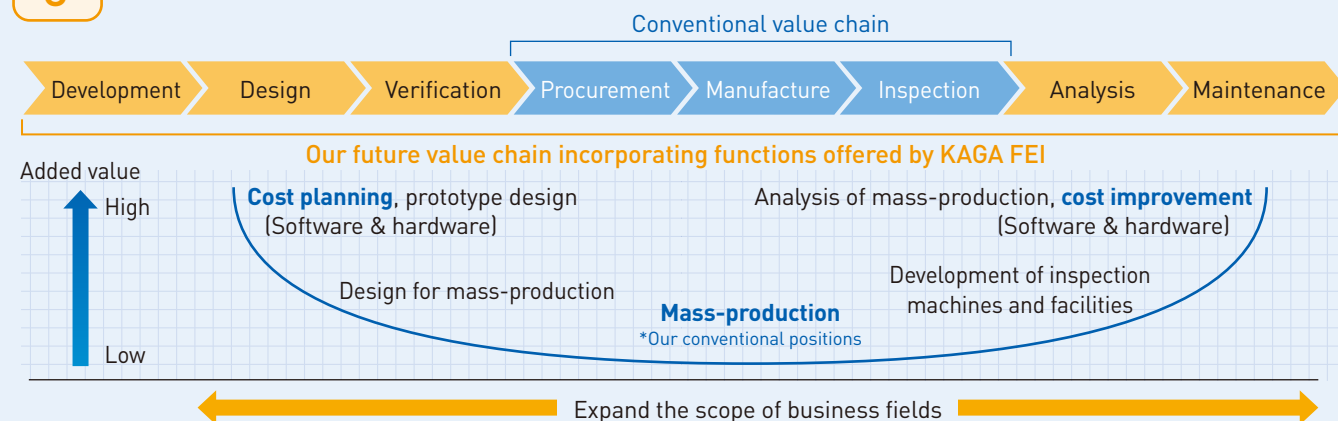 Conventional value chain
Development
Design
Verification
Procurement
Manufacture
Inspection
Analysis
Maintenance
Our future value chain incorporating functions offered by KAGA FEI
Added value
High
Low
Cost planning, prototype design
(Software & hardware)
Design for mass-production
Mass-production
*Our conventional positions
Analysis of mass-production, cost improvement
(Software & hardware)
Development of inspection
machines and facilities
Expand the scope of business fields